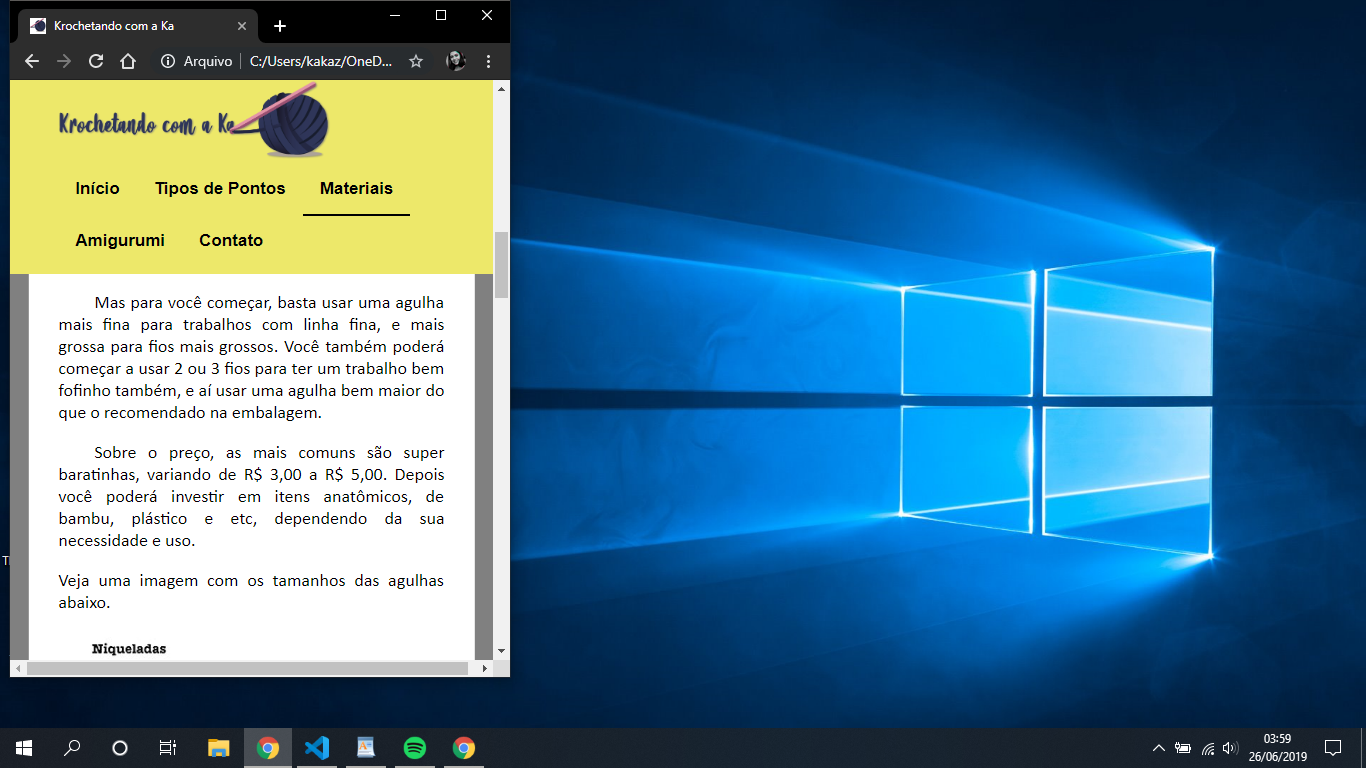 Krochetando com a Ka
Arquivo C:/Users/kakaz/OneD...
Krochetando com a Ka
Início Tipos de Pontos Materiais
Amigurumi Contato
Mas para você começar, basta usar uma agulha
mais fina para trabalhos com linha fina, e mais
grossa para fios mais grossos. Você também poderá
começar a usar 2 ou 3 fios para ter um trabalho bem
fofinho também, e aí usar uma agulha bem maior do
que o recomendado na embalagem.
Sobre o preço, as mais comuns são super
baratinhas, variando de R$ 3,00 a R$ 5,00. Depois
você poderá investir em itens anatômicos, de
bambu, plástico e etc, dependendo da sua
necessidade e uso.
Veja uma imagem com os tamanhos das agulhas
abaixo.
Niqueladas
03:59
26/06/2019